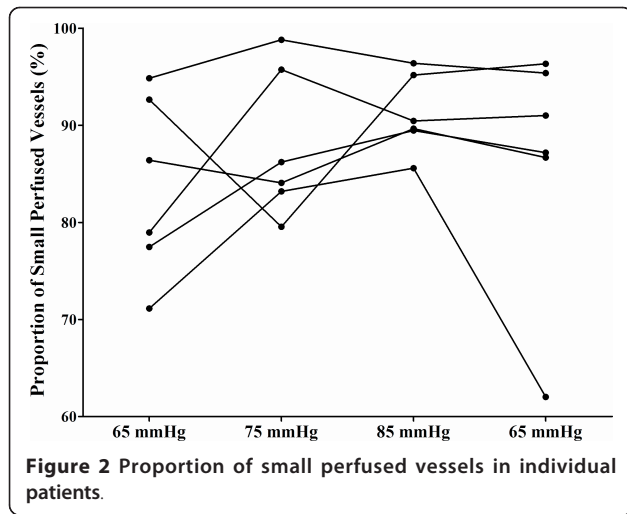 Proportion of Small Perfused Vessels (%)
100
90
80
70
60
65 mmHg
75 mmHg
85 mmHg
65 mmHg
Figure 2 Proportion of small perfused vessels in individual
patients.